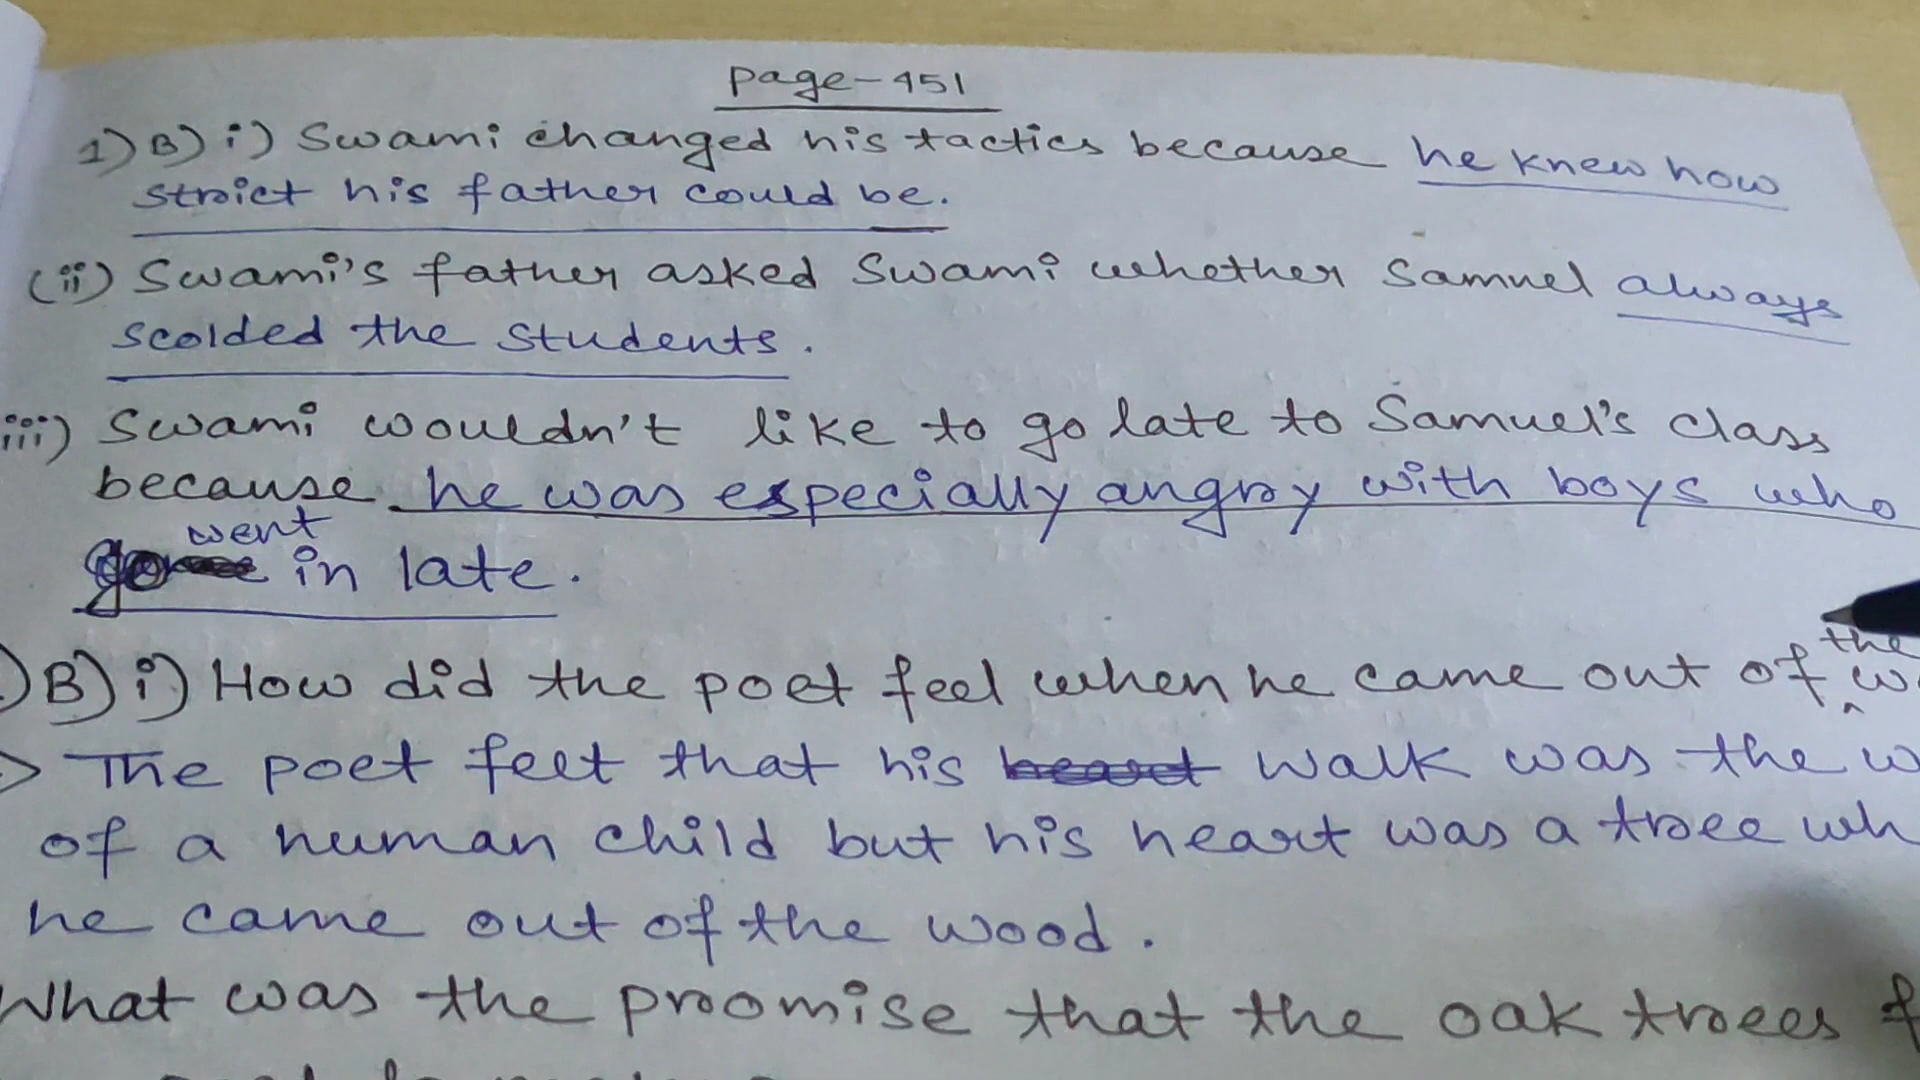 page-451
1) B) i) Swami changed his tactics because he knew how
strict his father could be.
(ii) Swami's father asked Swami whether Samuel always
scolded the students.
iii) Swami wouldn't like to go late to Samuel's class
because he was especially angry with boys who
went
in late.
the
)B) i) How did the poet feel when he came out of
> The poet felt that his heart walk was the
of a human child but his heart was a tree wh
he came out of the wood.
What was the promise that the oak trees